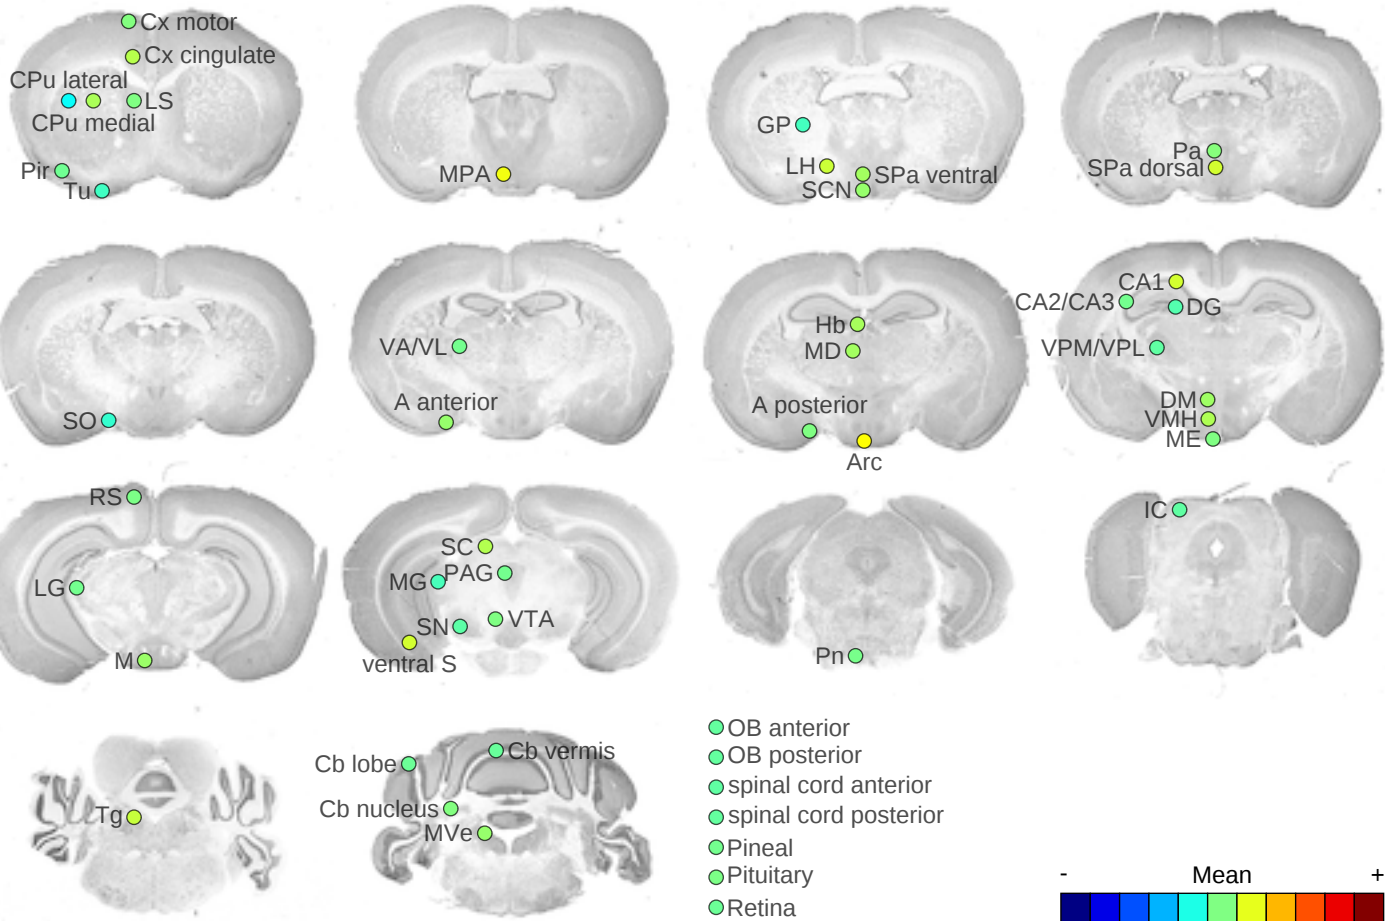 Cx motor
Cx cingulate
CPu lateral
LS
CPu medial
Pir
Tu
MPA
GP
LH
SPa ventral
SCN
Pa
SPa dorsal
SO
VA/VL
A anterior
Hb
MD
A posterior
Arc
CA1
CA2/CA3
DG
VPM/VPL
DM
VMH
ME
RS
LG
M
SC
MG
PAG
SN
VTA
ventral S
Pn
IC
Tg
Cb lobe
Cb vermis
Cb nucleus
MVe
OB anterior
OB posterior
spinal cord anterior
spinal cord posterior
Pineal
Pituitary
Retina
- Mean +